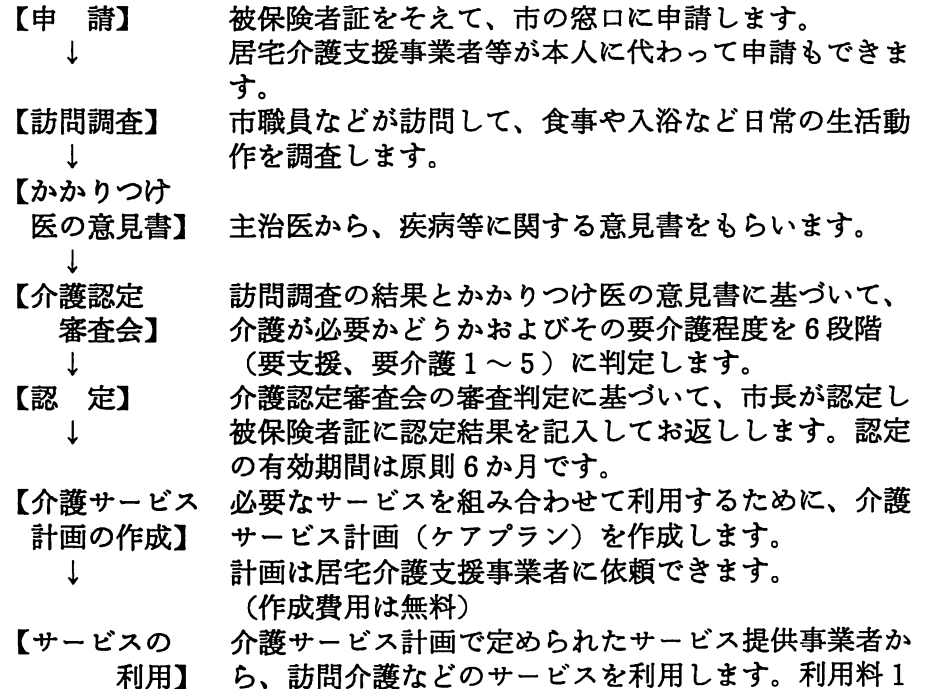 【申　請】　被保険者証をそえて、市の窓口に申請します。
↓　居宅介護支援事業者等が本人に代わって申請もできま
す。
【訪問調査】　市職員などが訪問して、食事や入浴など日常の生活動
↓　作を調査します。
【かかりつけ
医の意見書】　主治医から、疾病等に関する意見書をもらいます。
↓
【介護認定　訪問調査の結果とかかりつけ医の意見書に基づいて、
審査会】　介護が必要かどうかおよびその要介護程度を６段階
↓　（要支援、要介護１～５）に判定します。
【認　定】　介護認定審査会の審査判定に基づいて、市長が認定し
↓　被保険者証に認定結果を記入してお返しします。認定
の有効期間は原則６か月です。
【介護サービス　必要なサービスを組み合わせて利用するために、介護
計画の作成】　サービス計画（ケアプラン）を作成します。
↓　計画は居宅介護支援事業者に依頼できます。
（作成費用は無料）
【サービスの　介護サービス計画で定められたサービス提供事業者か
利用】　ら、訪問介護などのサービスを利用します。利用料１